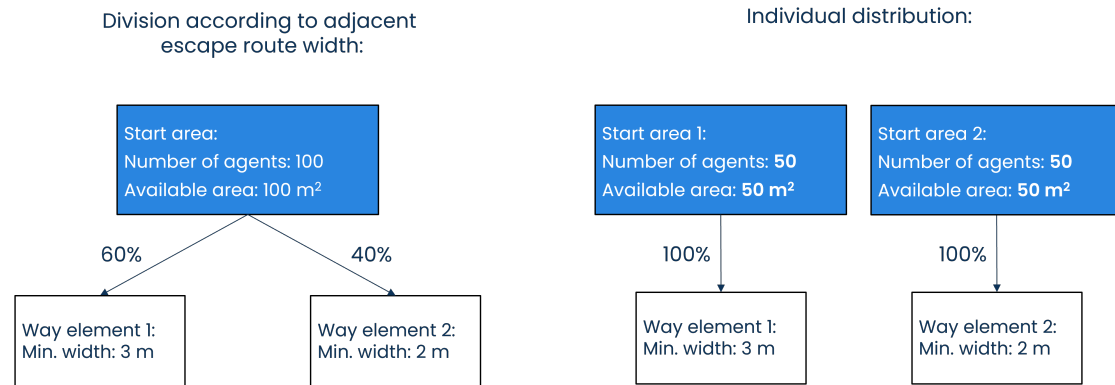 Division according to adjacent
escape route width:
Start area:
Number of agents: 100
Available area: 100 m²
60%
40%
Way element 1:
Min. width: 3 m
Way element 2:
Min. width: 2 m
Individual distribution:
Start area 1:
Number of agents: 50
Available area: 50 m²
Start area 2:
Number of agents: 50
Available area: 50 m²
100%
100%
Way element 1:
Min. width: 3 m
Way element 2:
Min. width: 2 m